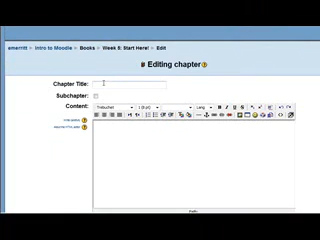 emerritt ► Intro to Moodle ► Books ► Week 5: Start Here! ► Edit
Editing chapter
Chapter Title:
Subchapter:
Content:
Trebuchet
1 (8 pt)
Lang
B I U S
Path: